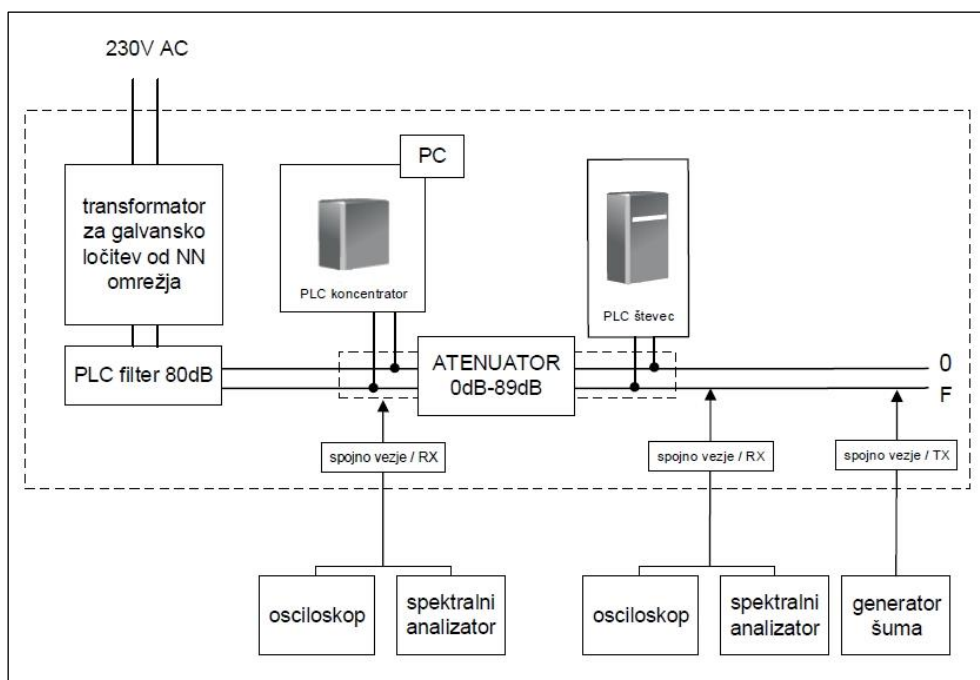 230V AC
transformator
za galvansko
ločitev od NN
omrežja
PC
PLC koncentrator
PLC števec
PLC filter 80dB
ATENUATOR
0dB-89dB
0
F
spojno vezje / RX
spojno vezje / RX
spojno vezje / TX
osciloskop
spektralni
analizator
osciloskop
spektralni
analizator
generator
šuma